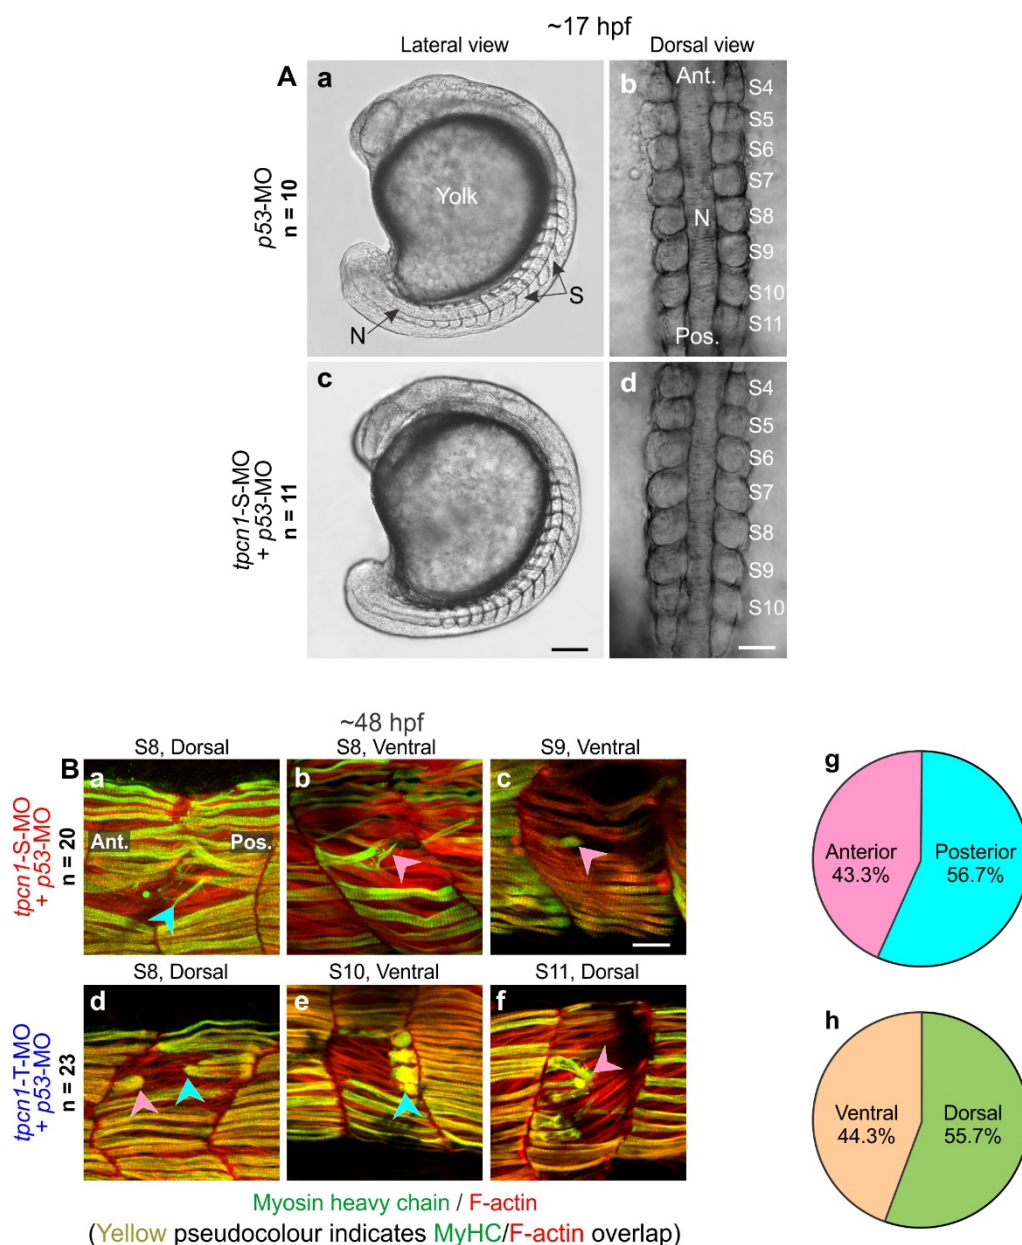 ~17 hpf
Lateral view
Dorsal view
A
a
Yolk
N
S
b
Ant.
N
Pos.
S4
S5
S6
S7
S8
S9
S10
S11
p53-MO
n = 10
c
d
S4
S5
S6
S7
S8
S9
S10
tpcn1-S-MO
+ p53-MO
n = 11
~48 hpf
B
S8, Dorsal
S8, Ventral
S9, Ventral
a
Ant.
Pos.
b
c
tpcn1-S-MO
+ p53-MO
n = 20
S8, Dorsal
S10, Ventral
S11, Dorsal
d
e
f
tpcn1-T-MO
+ p53-MO
n = 23
Myosin heavy chain / F-actin
(Yellow pseudocolour indicates MyHC/F-actin overlap)
g
Anterior
43.3%
Posterior
56.7%
h
Ventral
44.3%
Dorsal
55.7%